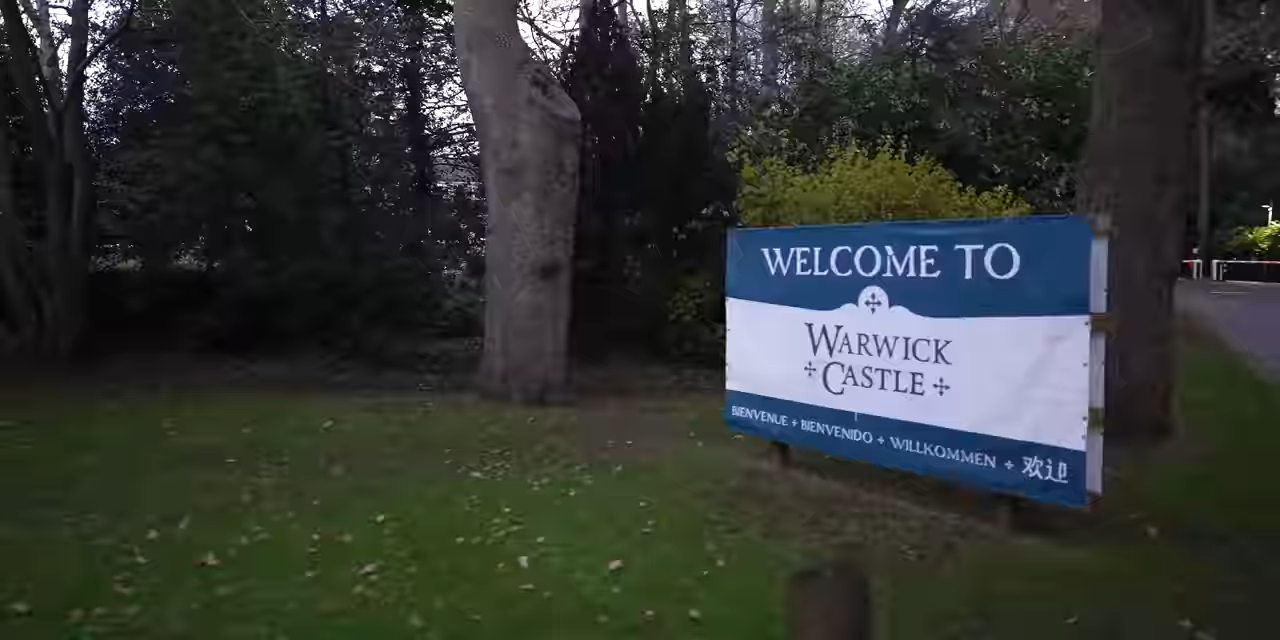 WELCOME TO
WARWICK
CASTLE
BIENVENUE + BIENVENIDO + WILLKOMMEN + 欢迎